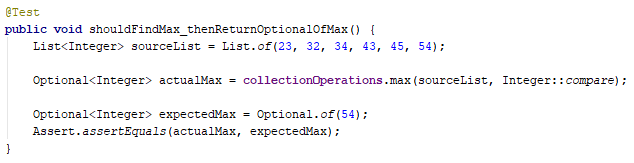 @Test
public void shouldFindMax_thenReturnOptionalOfMax() {
    List<Integer> sourceList = List.of(23, 32, 34, 43, 45, 54);
    Optional<Integer> actualMax = collectionOperations.max(sourceList, Integer::compare);
    Optional<Integer> expectedMax = Optional.of(54);
    Assert.assertEquals(actualMax, expectedMax);
}